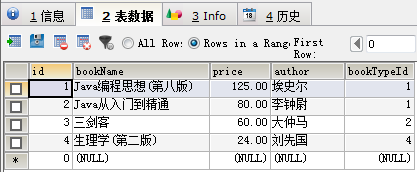 1 信息 2 表数据 3 Info 4 历史
All Row: Rows in a Rang First Row: 0
id bookName price author bookTypeId
1 Java编程思想(第八版) 125.00 埃史尔 1
2 Java从入门到精通 80.00 李钟尉 1
3 三剑客 60.00 大仲马 2
4 生理学(第二版) 24.00 刘先国 4
* 0 (NULL) (NULL) (NULL) (NULL)